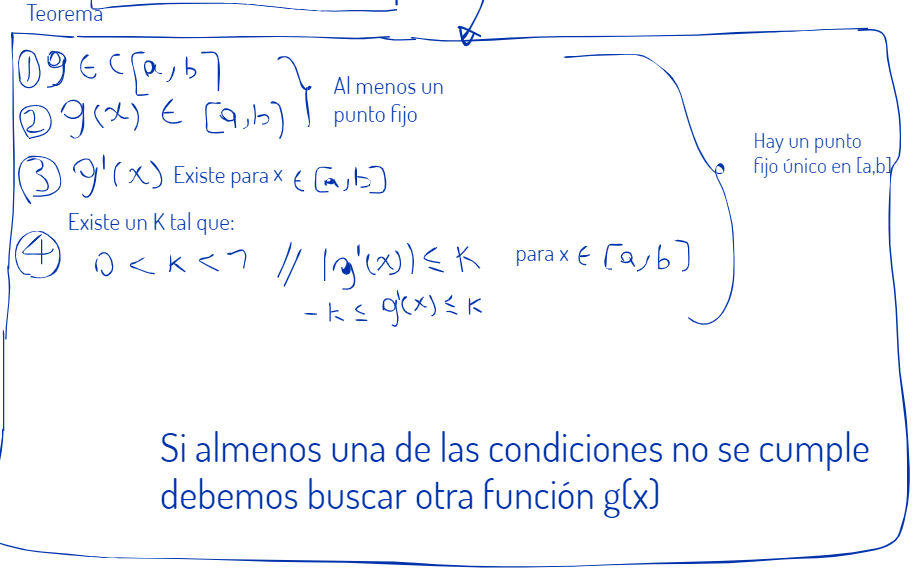 Teorema
① g ∈ C[a,b]
② g(x) ∈ [a,b]
Al menos un
punto fijo
③ g'(x) Existe para x ∈ [a,b]
Hay un punto
fijo único en [a,b]
Existe un K tal que:
④ 0 < K < 1 // |g'(x)| ≤ K para x ∈ [a,b]
-k ≤ g'(x) ≤ K
Si almenos una de las condiciones no se cumple
debemos buscar otra función g(x)